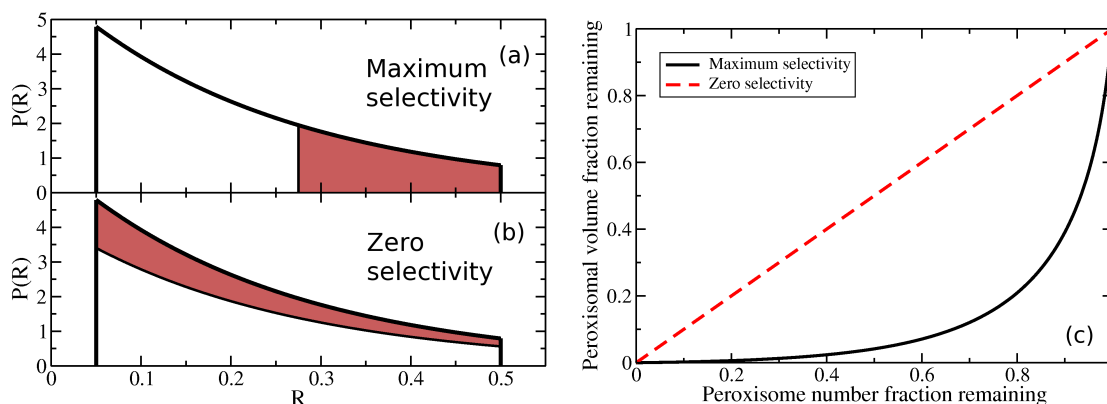 5
4
3
2
1
0
P(R)
(a)
Maximum
selectivity
4
3
2
1
0
P(R)
(b)
Zero
selectivity
0
0.1
0.2
0.3
0.4
0.5
R
1
0.8
0.6
0.4
0.2
0
Peroxisomal volume fraction remaining
Maximum selectivity
Zero selectivity
(c)
0
0.2
0.4
0.6
0.8
Peroxisome number fraction remaining